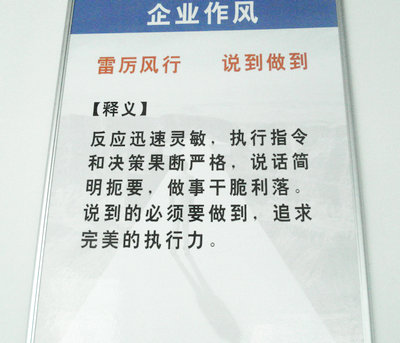 企业作风
雷厉风行 说到做到
【释义】
反应迅速灵敏，执行指令
和决策果断严格，说话简
明扼要，做事干脆利落。
说到的必须要做到，追求
完美的执行力。